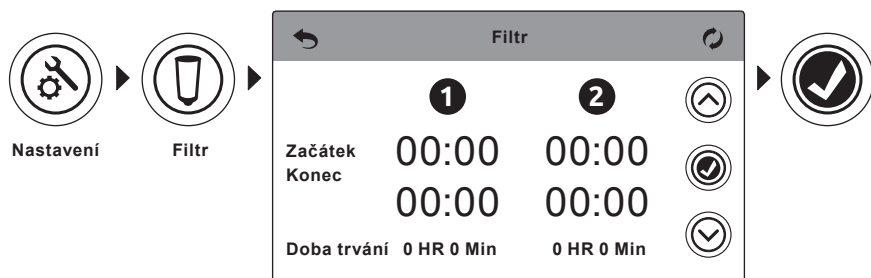 Filtr
1 2
Nastavení
Filtr
Začátek 00:00 00:00
Konec
00:00 00:00
Doba trvání 0 HR 0 Min 0 HR 0 Min